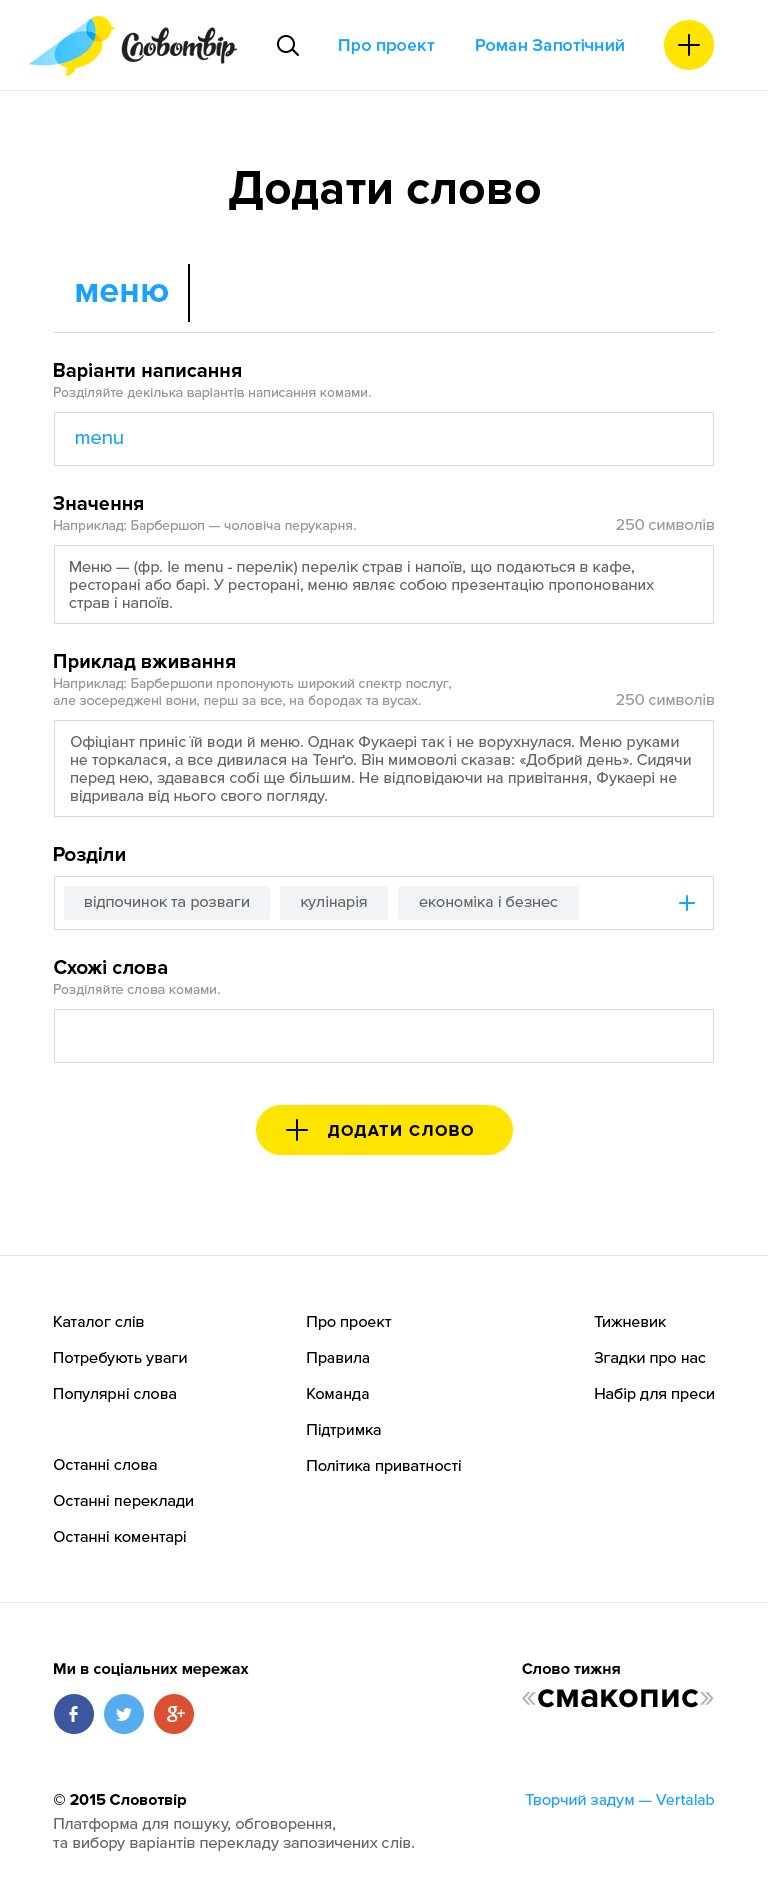 Словотвір
Про проект
Роман Запотічний
Додати слово
меню
Варіанти написання
Розділяйте декілька варіантів написання комами.
menu
Значення
Наприклад: Барбершоп — чоловіча перукарня.
250 символів
Меню — (фр. le menu - перелік) перелік страв і напоїв, що подаються в кафе,
ресторані або барі. У ресторані, меню являє собою презентацію пропонованих
страв і напоїв.
Приклад вживання
Наприклад: Барбершопи пропонують широкий спектр послуг,
але зосереджені вони, перш за все, на бородах та вусах.
250 символів
Офіціант приніс їй води й меню. Однак Фукаері так і не ворухнулася. Меню руками
не торкалася, а все дивилася на Тенґо. Він мимоволі сказав: «Добрий день». Сидячи
перед нею, здавався собі ще більшим. Не відповідаючи на привітання, Фукаері не
відривала від нього свого погляду.
Розділи
відпочинок та розваги
кулінарія
економіка і безнес
Схожі слова
Розділяйте слова комами.
ДОДАТИ СЛОВО
Каталог слів
Потребують уваги
Популярні слова
Останні слова
Останні переклади
Останні коментарі
Про проект
Правила
Команда
Підтримка
Політика приватності
Тижневик
Згадки про нас
Набір для преси
Ми в соціальних мережах
Слово тижня
«смакопис»
© 2015 Словотвір
Платформа для пошуку, обговорення,
та вибору варіантів перекладу запозичених слів.
Творчий задум — Vertalab